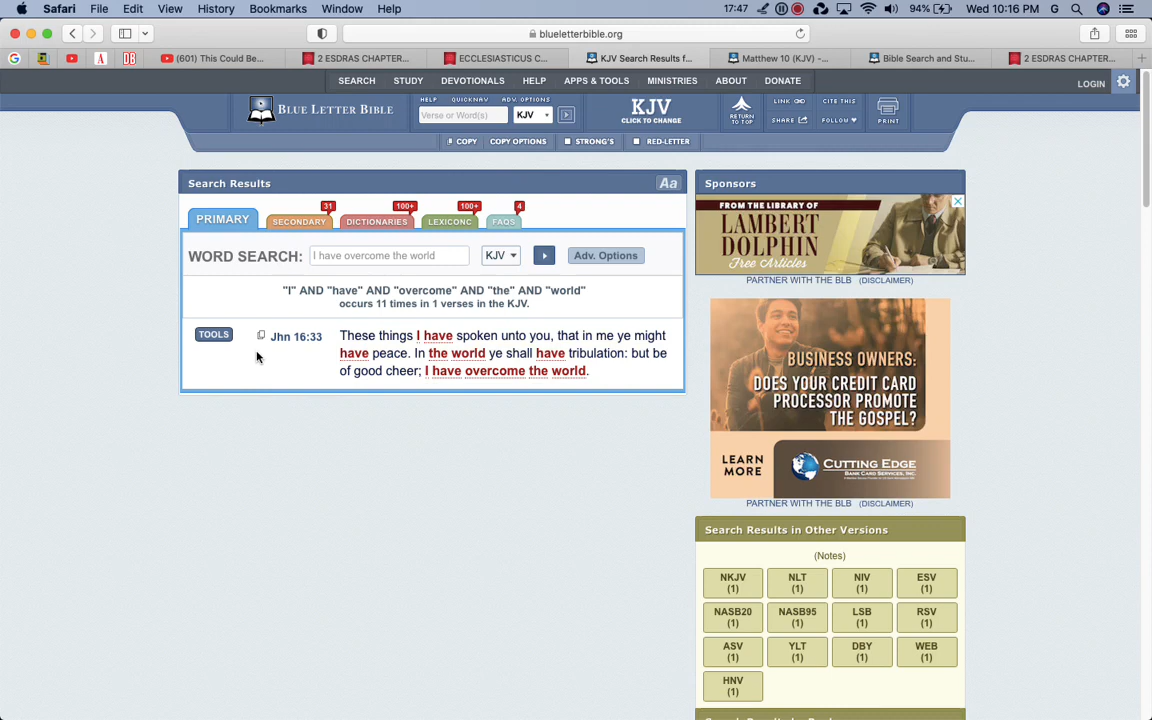 Safari File Edit View History Bookmarks Window Help 17:47 94% Wed 10:16 PM G
blueletterbible.org
(601) This Could Be... 2 ESDRAS CHAPTER... ECCLESIASTICUS C... KJV Search Results f... Matthew 10 (KJV) -... Bible Search and Stu... 2 ESDRAS CHAPTER...
SEARCH STUDY DEVOTIONALS HELP APPS & TOOLS MINISTRIES ABOUT DONATE LOGIN
BLUE LETTER BIBLE
HELP QUICKNAV ADV. OPTIONS
Verse or Word(s) KJV
KJV
CLICK TO CHANGE
RETURN
TO TOP
LINK CITE THIS
SHARE FOLLOW
PRINT
COPY COPY OPTIONS STRONG'S RED-LETTER
Search Results Aa
31 100+ 100+ 4
PRIMARY SECONDARY DICTIONARIES LEXICONC FAQS
WORD SEARCH: I have overcome the world KJV Adv. Options
"I" AND "have" AND "overcome" AND "the" AND "world"
occurs 11 times in 1 verses in the KJV.
TOOLS Jhn 16:33 These things I have spoken unto you, that in me ye might
have peace. In the world ye shall have tribulation: but be
of good cheer; I have overcome the world.
Sponsors
FROM THE LIBRARY OF
LAMBERT
DOLPHIN
Free Articles
PARTNER WITH THE BLB (DISCLAIMER)
BUSINESS OWNERS:
DOES YOUR CREDIT CARD
PROCESSOR PROMOTE
THE GOSPEL?
LEARN
MORE
CUTTING EDGE
BANK CARD SERVICES, INC.
PARTNER WITH THE BLB (DISCLAIMER)
Search Results in Other Versions
(Notes)
NKJV NLT NIV ESV
(1) (1) (1) (1)
NASB20 NASB95 LSB RSV
(1) (1) (1) (1)
ASV YLT DBY WEB
(1) (1) (1) (1)
HNV
(1)